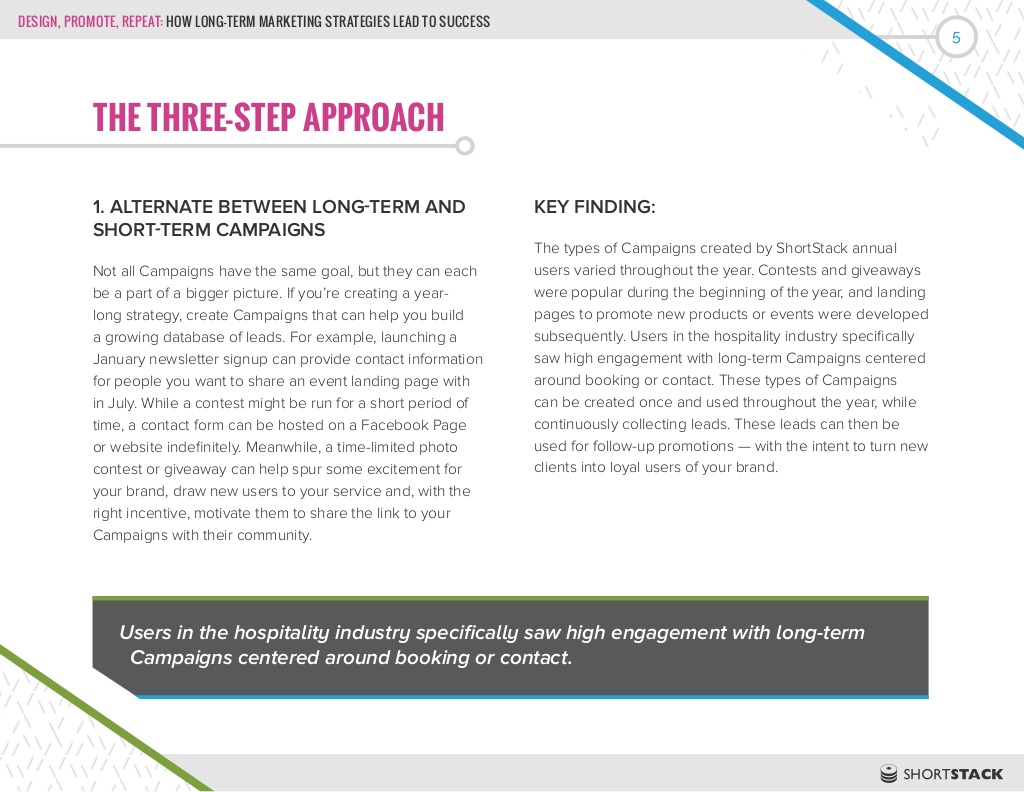 DESIGN, PROMOTE, REPEAT: HOW LONG-TERM MARKETING STRATEGIES LEAD TO SUCCESS
5
THE THREE-STEP APPROACH
1. ALTERNATE BETWEEN LONG-TERM AND
SHORT-TERM CAMPAIGNS
Not all Campaigns have the same goal, but they can each
be a part of a bigger picture. If you’re creating a year-
long strategy, create Campaigns that can help you build
a growing database of leads. For example, launching a
January newsletter signup can provide contact information
for people you want to share an event landing page with
in July. While a contest might be run for a short period of
time, a contact form can be hosted on a Facebook Page
or website indefinitely. Meanwhile, a time-limited photo
contest or giveaway can help spur some excitement for
your brand, draw new users to your service and, with the
right incentive, motivate them to share the link to your
Campaigns with their community.
KEY FINDING:
The types of Campaigns created by ShortStack annual
users varied throughout the year. Contests and giveaways
were popular during the beginning of the year, and landing
pages to promote new products or events were developed
subsequently. Users in the hospitality industry specifically
saw high engagement with long-term Campaigns centered
around booking or contact. These types of Campaigns
can be created once and used throughout the year, while
continuously collecting leads. These leads can then be
used for follow-up promotions — with the intent to turn new
clients into loyal users of your brand.
Users in the hospitality industry specifically saw high engagement with long-term
Campaigns centered around booking or contact.
SHORTSTACK